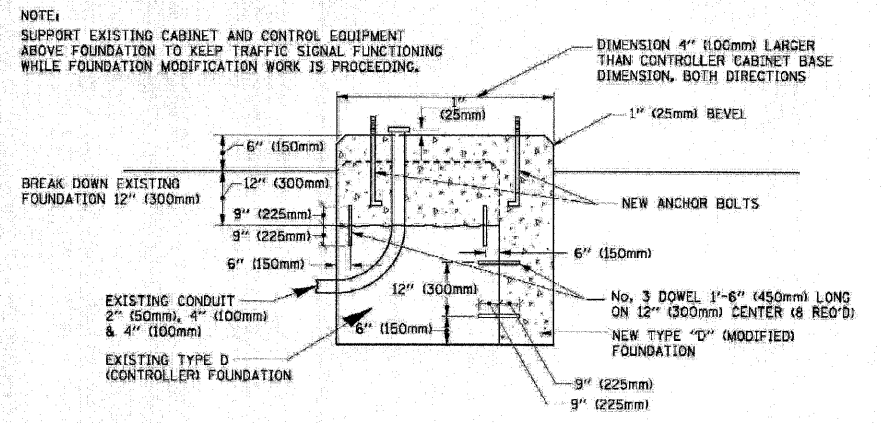 NOTE:
SUPPORT EXISTING CABINET AND CONTROL EQUIPMENT
ABOVE FOUNDATION TO KEEP TRAFFIC SIGNAL FUNCTIONING
WHILE FOUNDATION MODIFICATION WORK IS PROCEEDING.
DIMENSION 4" (100mm) LARGER
THAN CONTROLLER CABINET BASE
DIMENSION, BOTH DIRECTIONS
1"
(25mm)
1" (25mm) BEVEL
6" (150mm)
BREAK DOWN EXISTING
FOUNDATION 12" (300mm)
12" (300mm)
NEW ANCHOR BOLTS
9" (225mm)
9" (225mm)
6" (150mm)
6" (150mm)
12" (300mm)
6" (150mm)
EXISTING CONDUIT
2" (50mm), 4" (100mm)
& 4" (100mm)
No. 3 DOWEL 1'-6" (450mm) LONG
ON 12" (300mm) CENTER (8 REQ'D)
NEW TYPE "D" (MODIFIED)
FOUNDATION
EXISTING TYPE D
(CONTROLLER) FOUNDATION
9" (225mm)
9" (225mm)